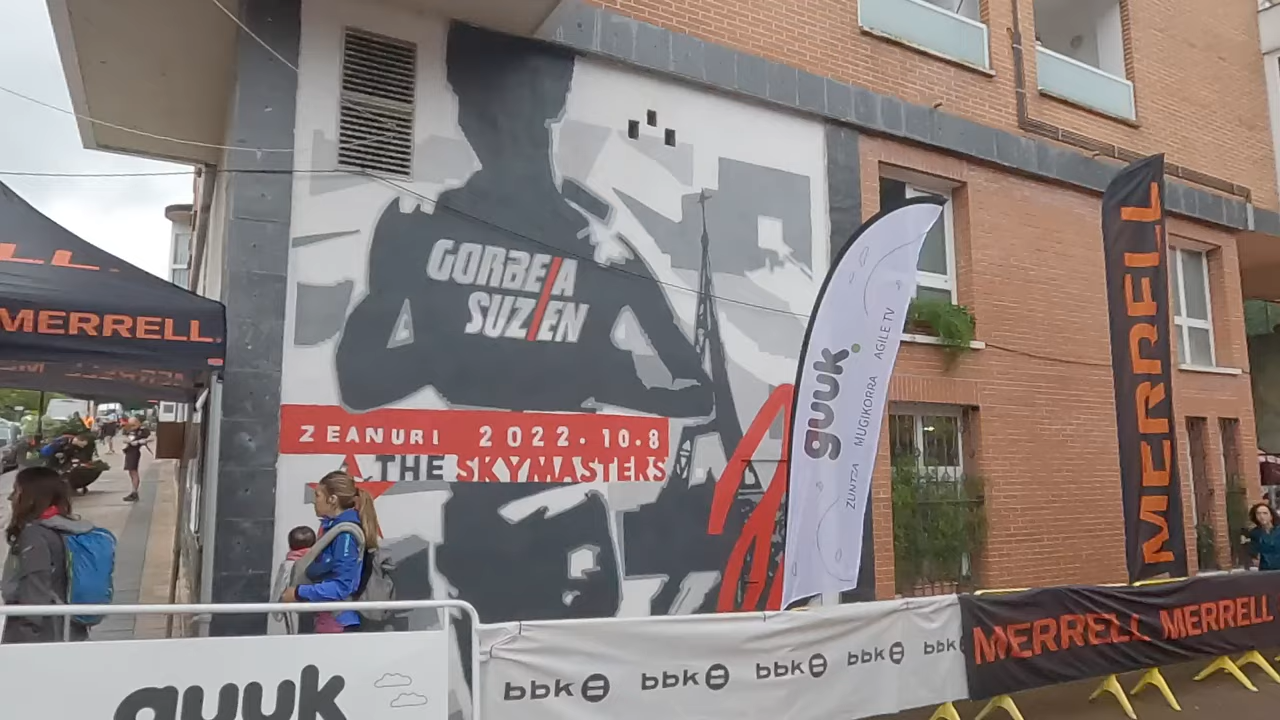 GORBEIA
SUZIEN
ZEANURI 2022.10.8
THE SKYMASTERS
MERRELL
guuk.
ZUNTZA MUGIKORRA AGILE TV
MERRELL
guuk
bbk bbk bbk bbk bbk
MERRELL MERRELL